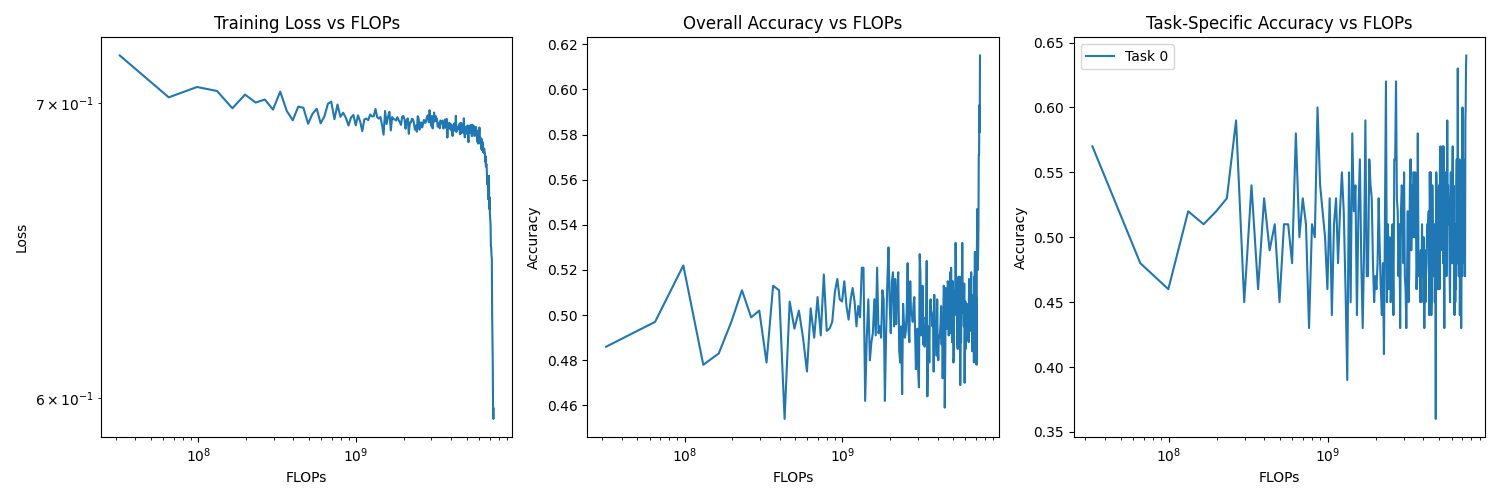 Training Loss vs FLOPs
7 × 10⁻¹
6 × 10⁻¹
Loss
10⁸
10⁹
FLOPs
Overall Accuracy vs FLOPs
0.62
0.60
0.58
0.56
0.54
0.52
0.50
0.48
0.46
Accuracy
10⁸
10⁹
FLOPs
Task-Specific Accuracy vs FLOPs
Task 0
0.65
0.60
0.55
0.50
0.45
0.40
0.35
Accuracy
10⁸
10⁹
FLOPs